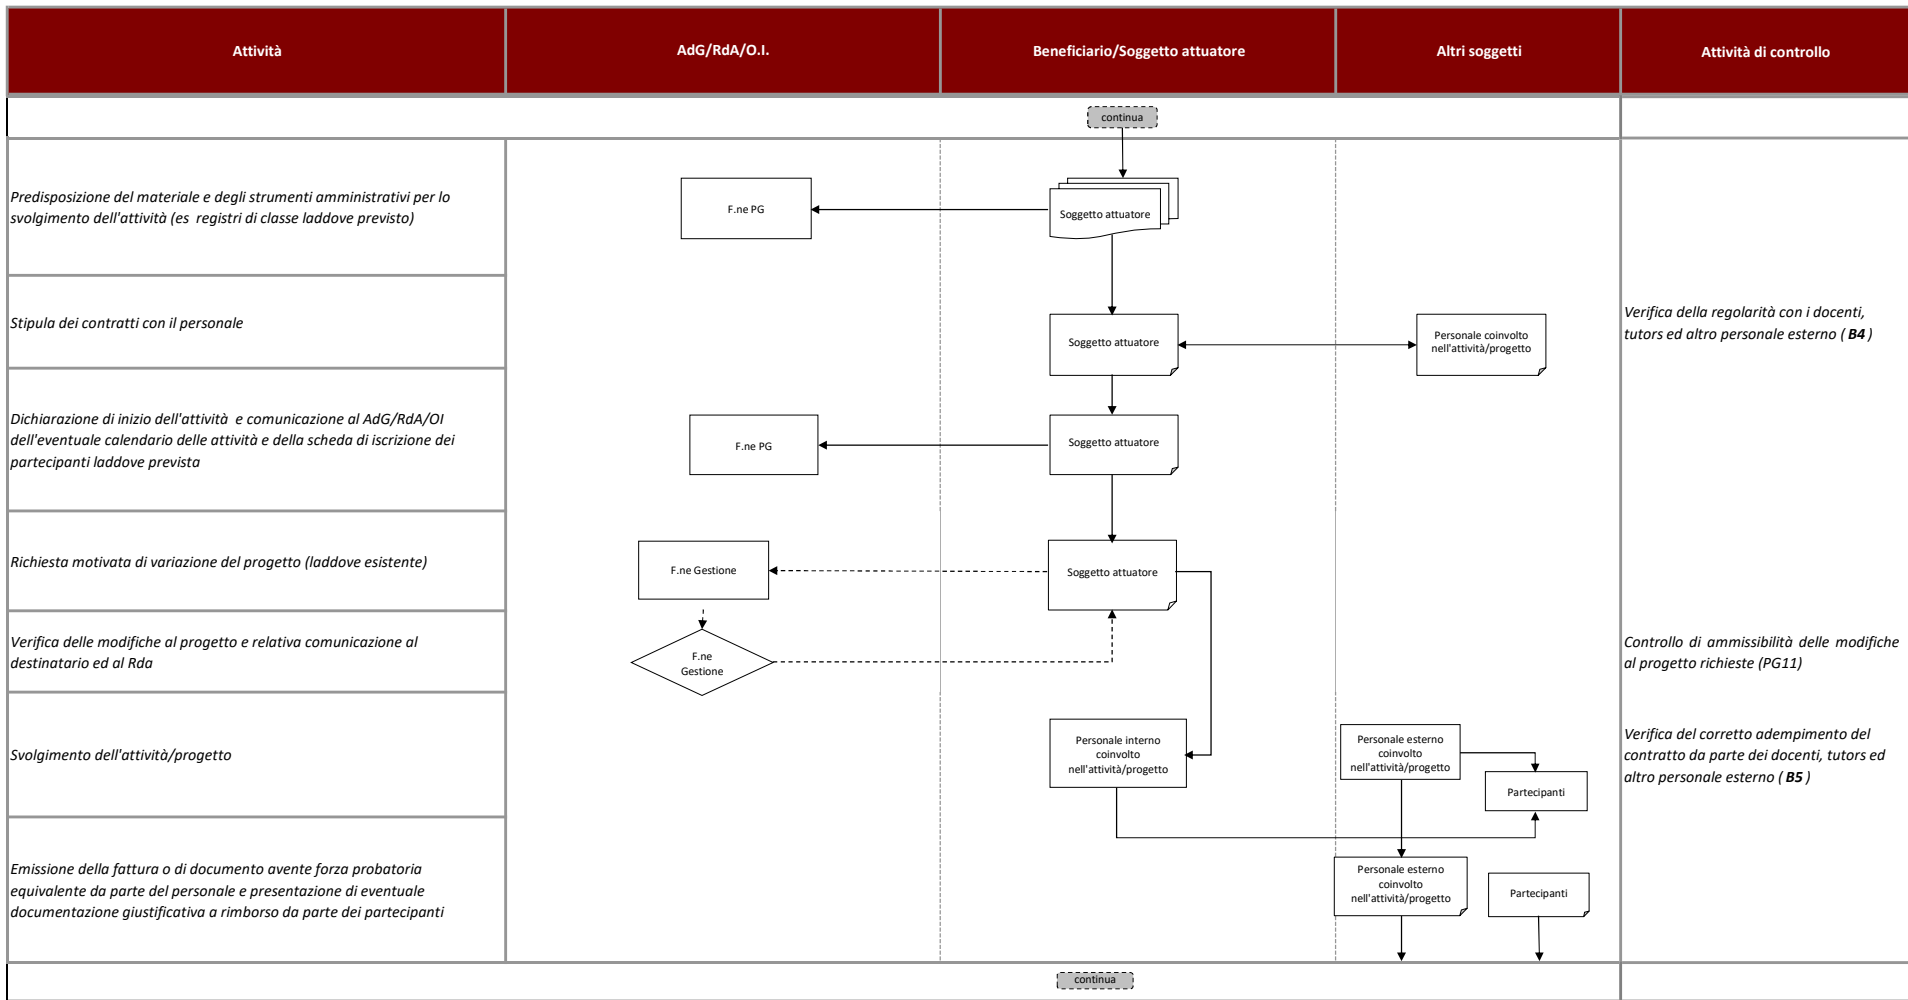 Attività
AdG/RdA/O.I.
Beneficiario/Soggetto attuatore
Altri soggetti
Attività di controllo
continua
Predisposizione del materiale e degli strumenti amministrativi per lo
svolgimento dell'attività (es registri di classe laddove previsto)
F.ne PG
Soggetto attuatore
Stipula dei contratti con il personale
Soggetto attuatore
Personale coinvolto
nell'attività/progetto
Verifica della regolarità con i docenti,
tutors ed altro personale esterno ( B4 )
Dichiarazione di inizio dell'attività e comunicazione al AdG/RdA/OI
dell'eventuale calendario delle attività e della scheda di iscrizione dei
partecipanti laddove prevista
F.ne PG
Soggetto attuatore
Richiesta motivata di variazione del progetto (laddove esistente)
F.ne Gestione
Soggetto attuatore
Verifica delle modifiche al progetto e relativa comunicazione al
destinatario ed al Rda
F.ne
Gestione
Controllo di ammissibilità delle modifiche
al progetto richieste (PG11)
Svolgimento dell'attività/progetto
Personale interno
coinvolto
nell'attività/progetto
Personale esterno
coinvolto
nell'attività/progetto
Partecipanti
Verifica del corretto adempimento del
contratto da parte dei docenti, tutors ed
altro personale esterno ( B5 )
Emissione della fattura o di documento avente forza probatoria
equivalente da parte del personale e presentazione di eventuale
documentazione giustificativa a rimborso da parte dei partecipanti
Personale esterno
coinvolto
nell'attività/progetto
Partecipanti
continua